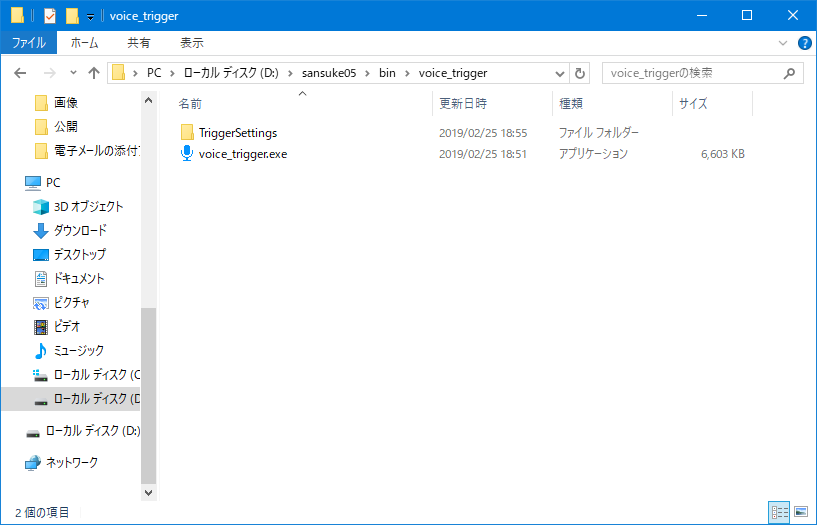 voice_trigger
ファイル ホーム 共有 表示
PC ローカル ディスク (D:) sansuke05 bin voice_trigger voice_triggerの検索
画像
公開
電子メールの添付
PC
3D オブジェクト
ダウンロード
デスクトップ
ドキュメント
ピクチャ
ビデオ
ミュージック
ローカル ディスク (C
ローカル ディスク (D
ローカル ディスク (D:)
ネットワーク
名前 更新日時 種類 サイズ
TriggerSettings 2019/02/25 18:55 ファイル フォルダー
voice_trigger.exe 2019/02/25 18:51 アプリケーション 6,603 KB
2 個の項目